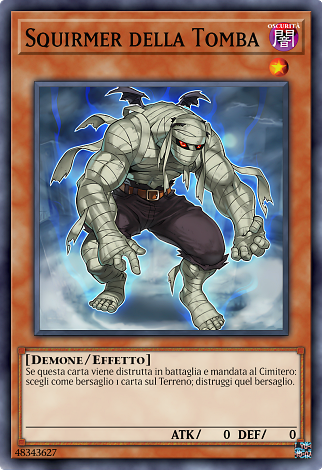 Squirmer della Tomba
OSCURITÀ
闇
[Demone/Effetto]
Se questa carta viene distrutta in battaglia e mandata al Cimitero:
scegli come bersaglio 1 carta sul Terreno; distruggi quel bersaglio.
ATK/ 0 DEF/ 0
48343627